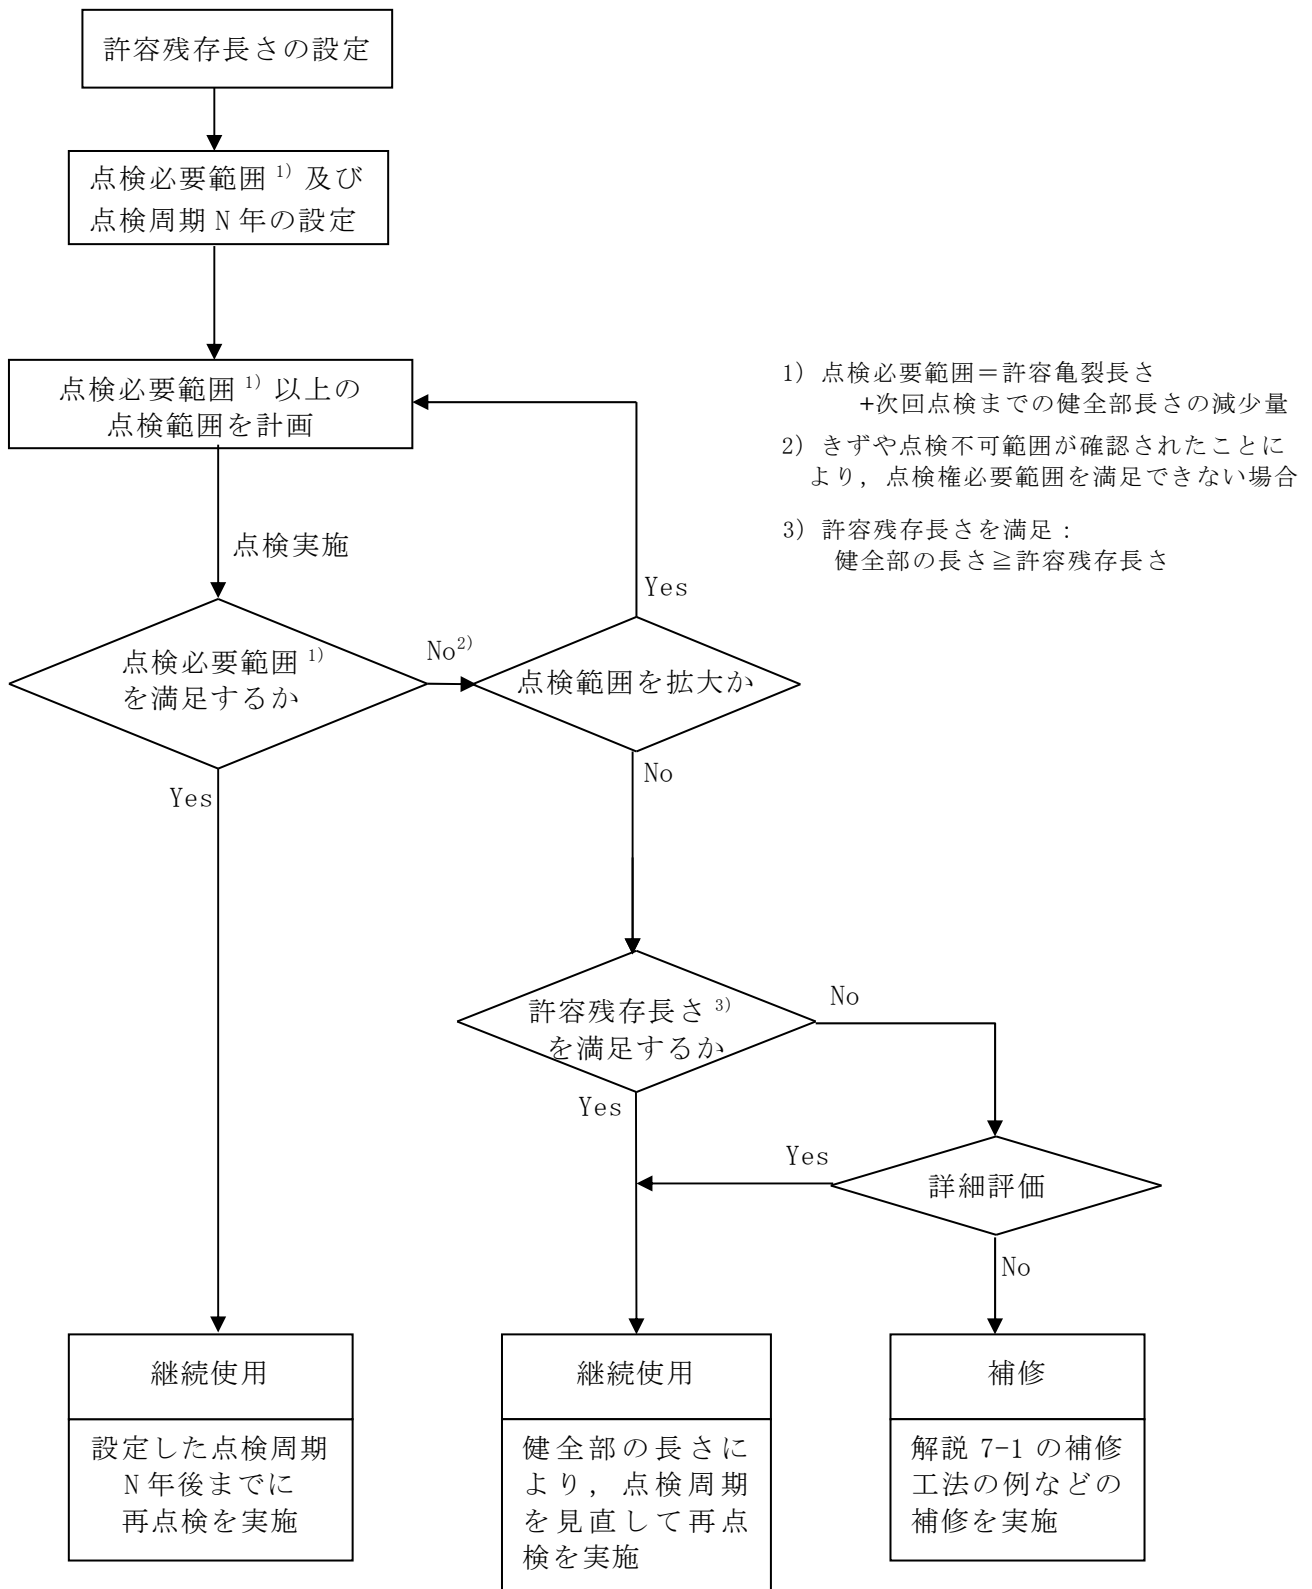 許容残存長さの設定
点検必要範囲1) 及び
点検周期 N 年の設定
点検必要範囲1) 以上の
点検範囲を計画
1) 点検必要範囲＝許容亀裂長さ
+次回点検までの健全部長さの減少量
2) きずや点検不可範囲が確認されたことに
より，点検権必要範囲を満足できない場合
3) 許容残存長さを満足：
健全部の長さ≧許容残存長さ
点検実施
点検必要範囲1)
を満足するか
No2)
Yes
点検範囲を拡大か
Yes
No
許容残存長さ3)
を満足するか
No
Yes
詳細評価
Yes
No
継続使用
設定した点検周期
N 年後までに
再点検を実施
継続使用
健全部の長さに
より，点検周期
を見直して再点
検を実施
補修
解説 7-1 の補修
工法の例などの
補修を実施